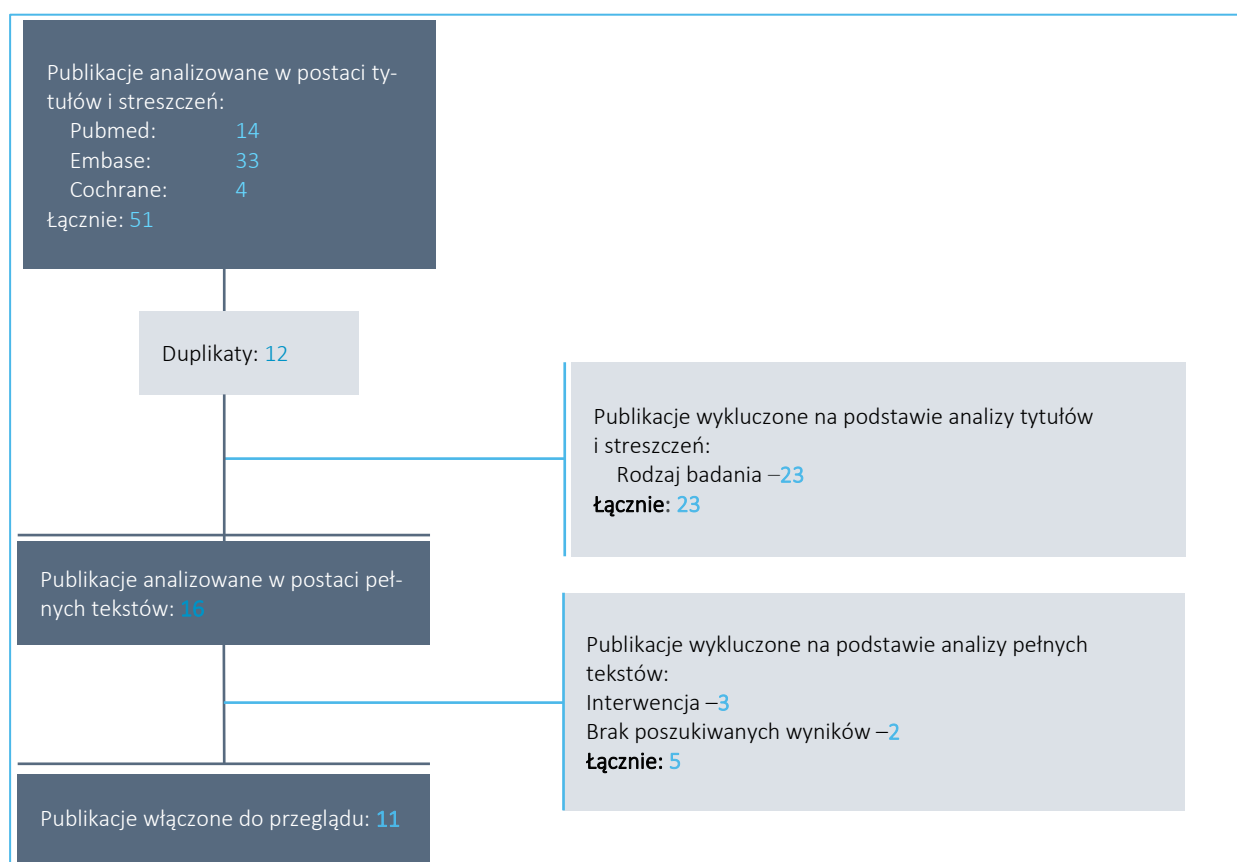 Publikacje analizowane w postaci ty-
tułów i streszczeń:
Pubmed: 14
Embase: 33
Cochrane: 4
Łącznie: 51
Duplikaty: 12
Publikacje wykluczone na podstawie analizy tytułów
i streszczeń:
Rodzaj badania –23
Łącznie: 23
Publikacje analizowane w postaci peł-
nych tekstów: 16
Publikacje wykluczone na podstawie analizy pełnych
tekstów:
Interwencja –3
Brak poszukiwanych wyników –2
Łącznie: 5
Publikacje włączone do przeglądu: 11